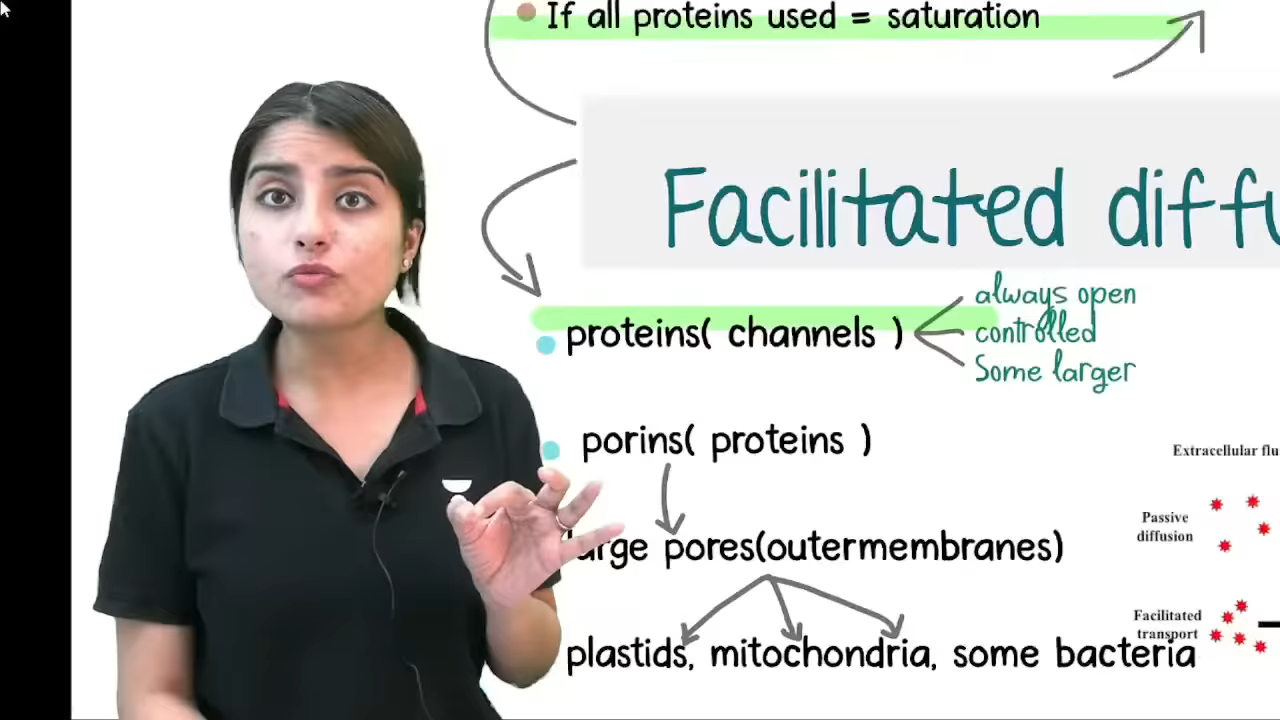 If all proteins used = saturation
Facilitated diffu
always open
proteins( channels )
controlled
Some larger
porins( proteins )
Extracellular flu
large pores(outermembranes)
Passive
diffusion
Facilitated
transport
plastids, mitochondria, some bacteria